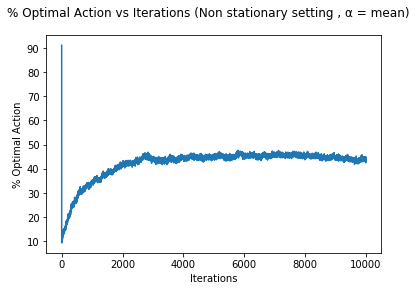 % Optimal Action vs Iterations (Non stationary setting , α = mean)
90
80
70
60
50
40
30
20
10
% Optimal Action
0 2000 4000 6000 8000 10000
Iterations